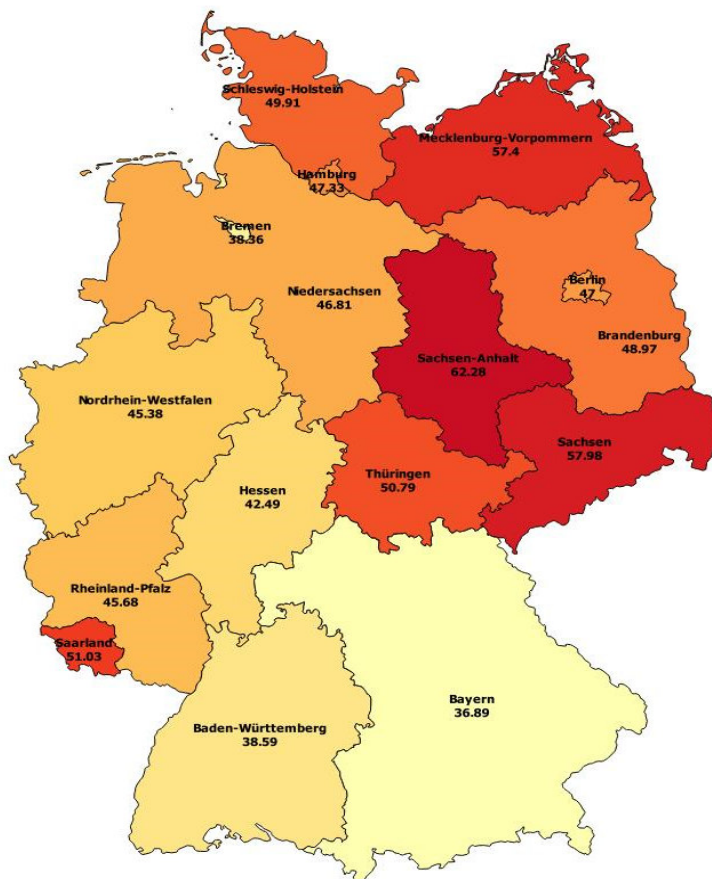 Schleswig-Holstein
49.91
Mecklenburg-Vorpommern
57.4
Hamburg
47.33
Bremen
38.36
Berlin
47
Niedersachsen
46.81
Brandenburg
48.97
Sachsen-Anhalt
62.28
Nordrhein-Westfalen
45.38
Sachsen
57.98
Thüringen
50.79
Hessen
42.49
Rheinland-Pfalz
45.68
Saarland
51.03
Bayern
36.89
Baden-Württemberg
38.59